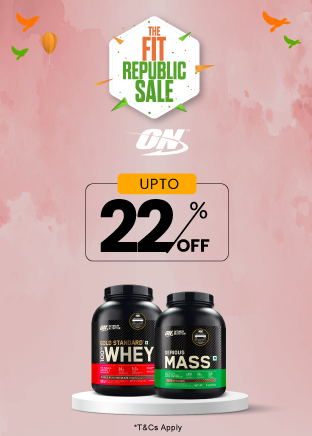 THE
FIT
REPUBLIC
SALE
ON
UPTO
22% OFF
GOLD STANDARD
100% WHEY
SERIOUS
MASS
*T&Cs Apply